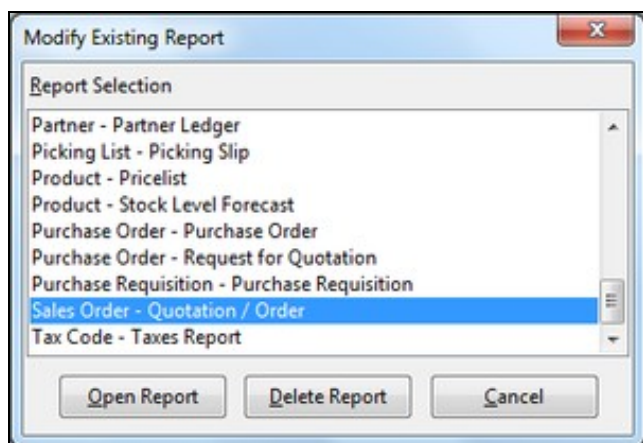 Modify Existing Report
Report Selection
Partner - Partner Ledger
Picking List - Picking Slip
Product - Pricelist
Product - Stock Level Forecast
Purchase Order - Purchase Order
Purchase Order - Request for Quotation
Purchase Requisition - Purchase Requisition
Sales Order - Quotation / Order
Tax Code - Taxes Report
Open Report Delete Report Cancel